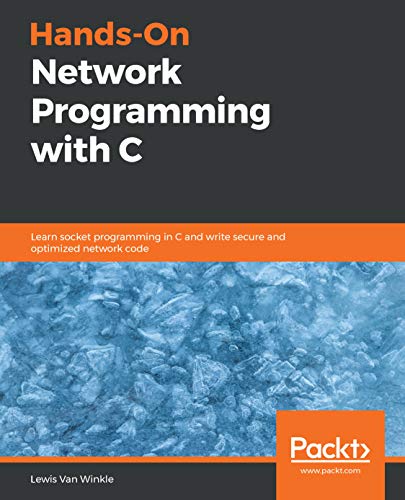 Hands-On
Network
Programming
with C
Learn socket programming in C and write secure and
optimized network code
Packt>
www.packt.com
Lewis Van Winkle